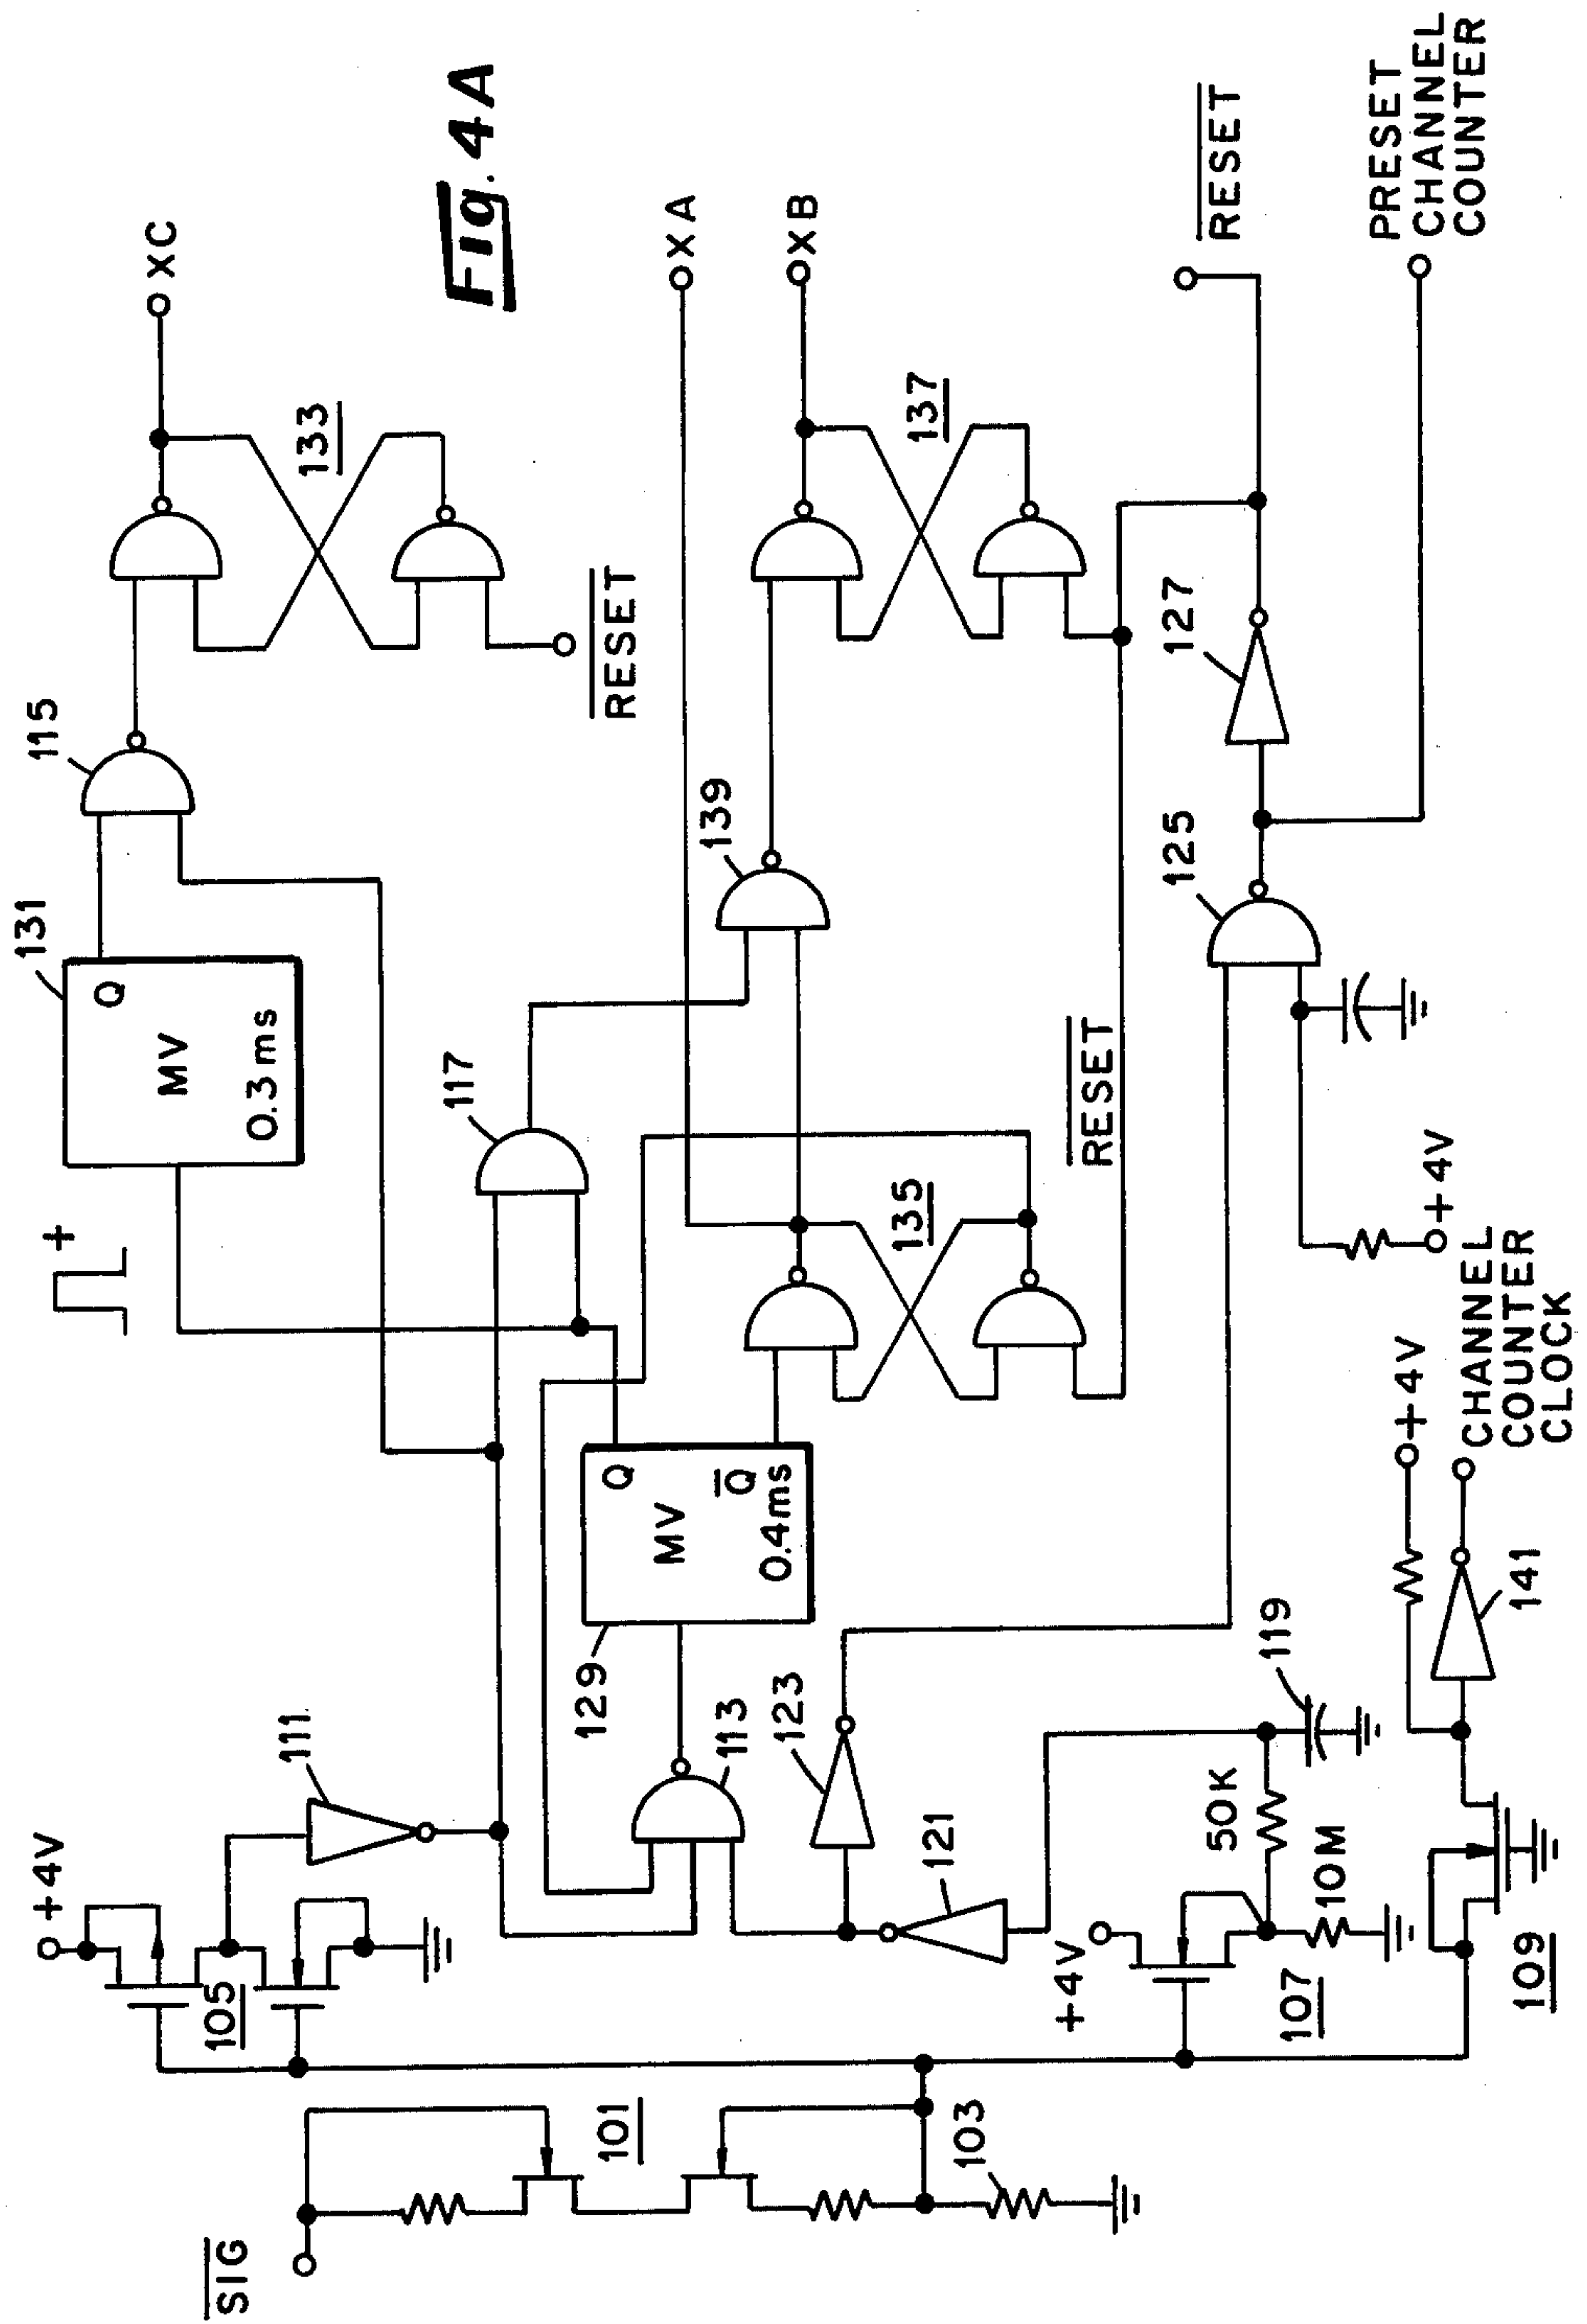 Fig. 4A
XC
133
115
131
Q
MV
0.3 ms
+
RESET
XA
XB
137
139
117
135
RESET
RESET
127
125
PRESET
CHANNEL
COUNTER
+4V
+4V
CHANNEL
COUNTER
CLOCK
141
Q
MV
Q
0.4ms
129
113
123
119
121
111
+4V
105
50K
10M
+4V
107
109
101
103
SIG